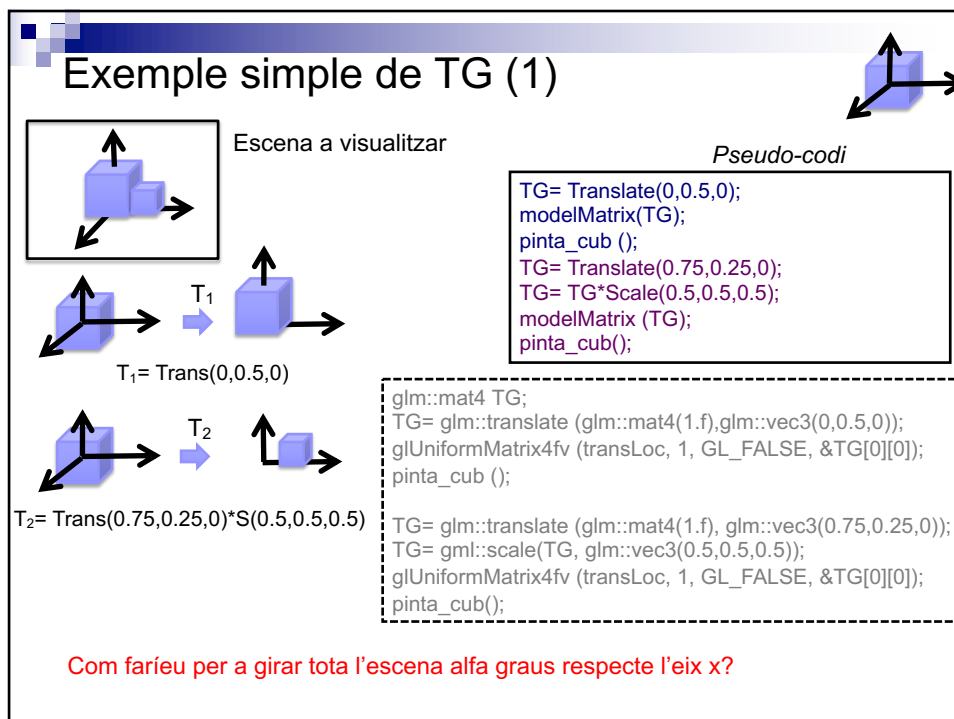 Exemple simple de TG (1)
Escena a visualitzar
T1
T1= Trans(0,0.5,0)
T2
T2= Trans(0.75,0.25,0)*S(0.5,0.5,0.5)
Pseudo-codi
TG= Translate(0,0.5,0);
modelMatrix(TG);
pinta_cub ();
TG= Translate(0.75,0.25,0);
TG= TG*Scale(0.5,0.5,0.5);
modelMatrix (TG);
pinta_cub();
glm::mat4 TG;
TG= glm::translate (glm::mat4(1.f),glm::vec3(0,0.5,0));
glUniformMatrix4fv (transLoc, 1, GL_FALSE, &TG[0][0]);
pinta_cub ();
TG= glm::translate (glm::mat4(1.f), glm::vec3(0.75,0.25,0));
TG= gml::scale(TG, glm::vec3(0.5,0.5,0.5));
glUniformMatrix4fv (transLoc, 1, GL_FALSE, &TG[0][0]);
pinta_cub();
Com faríeu per a girar tota l'escena alfa graus respecte l'eix x?